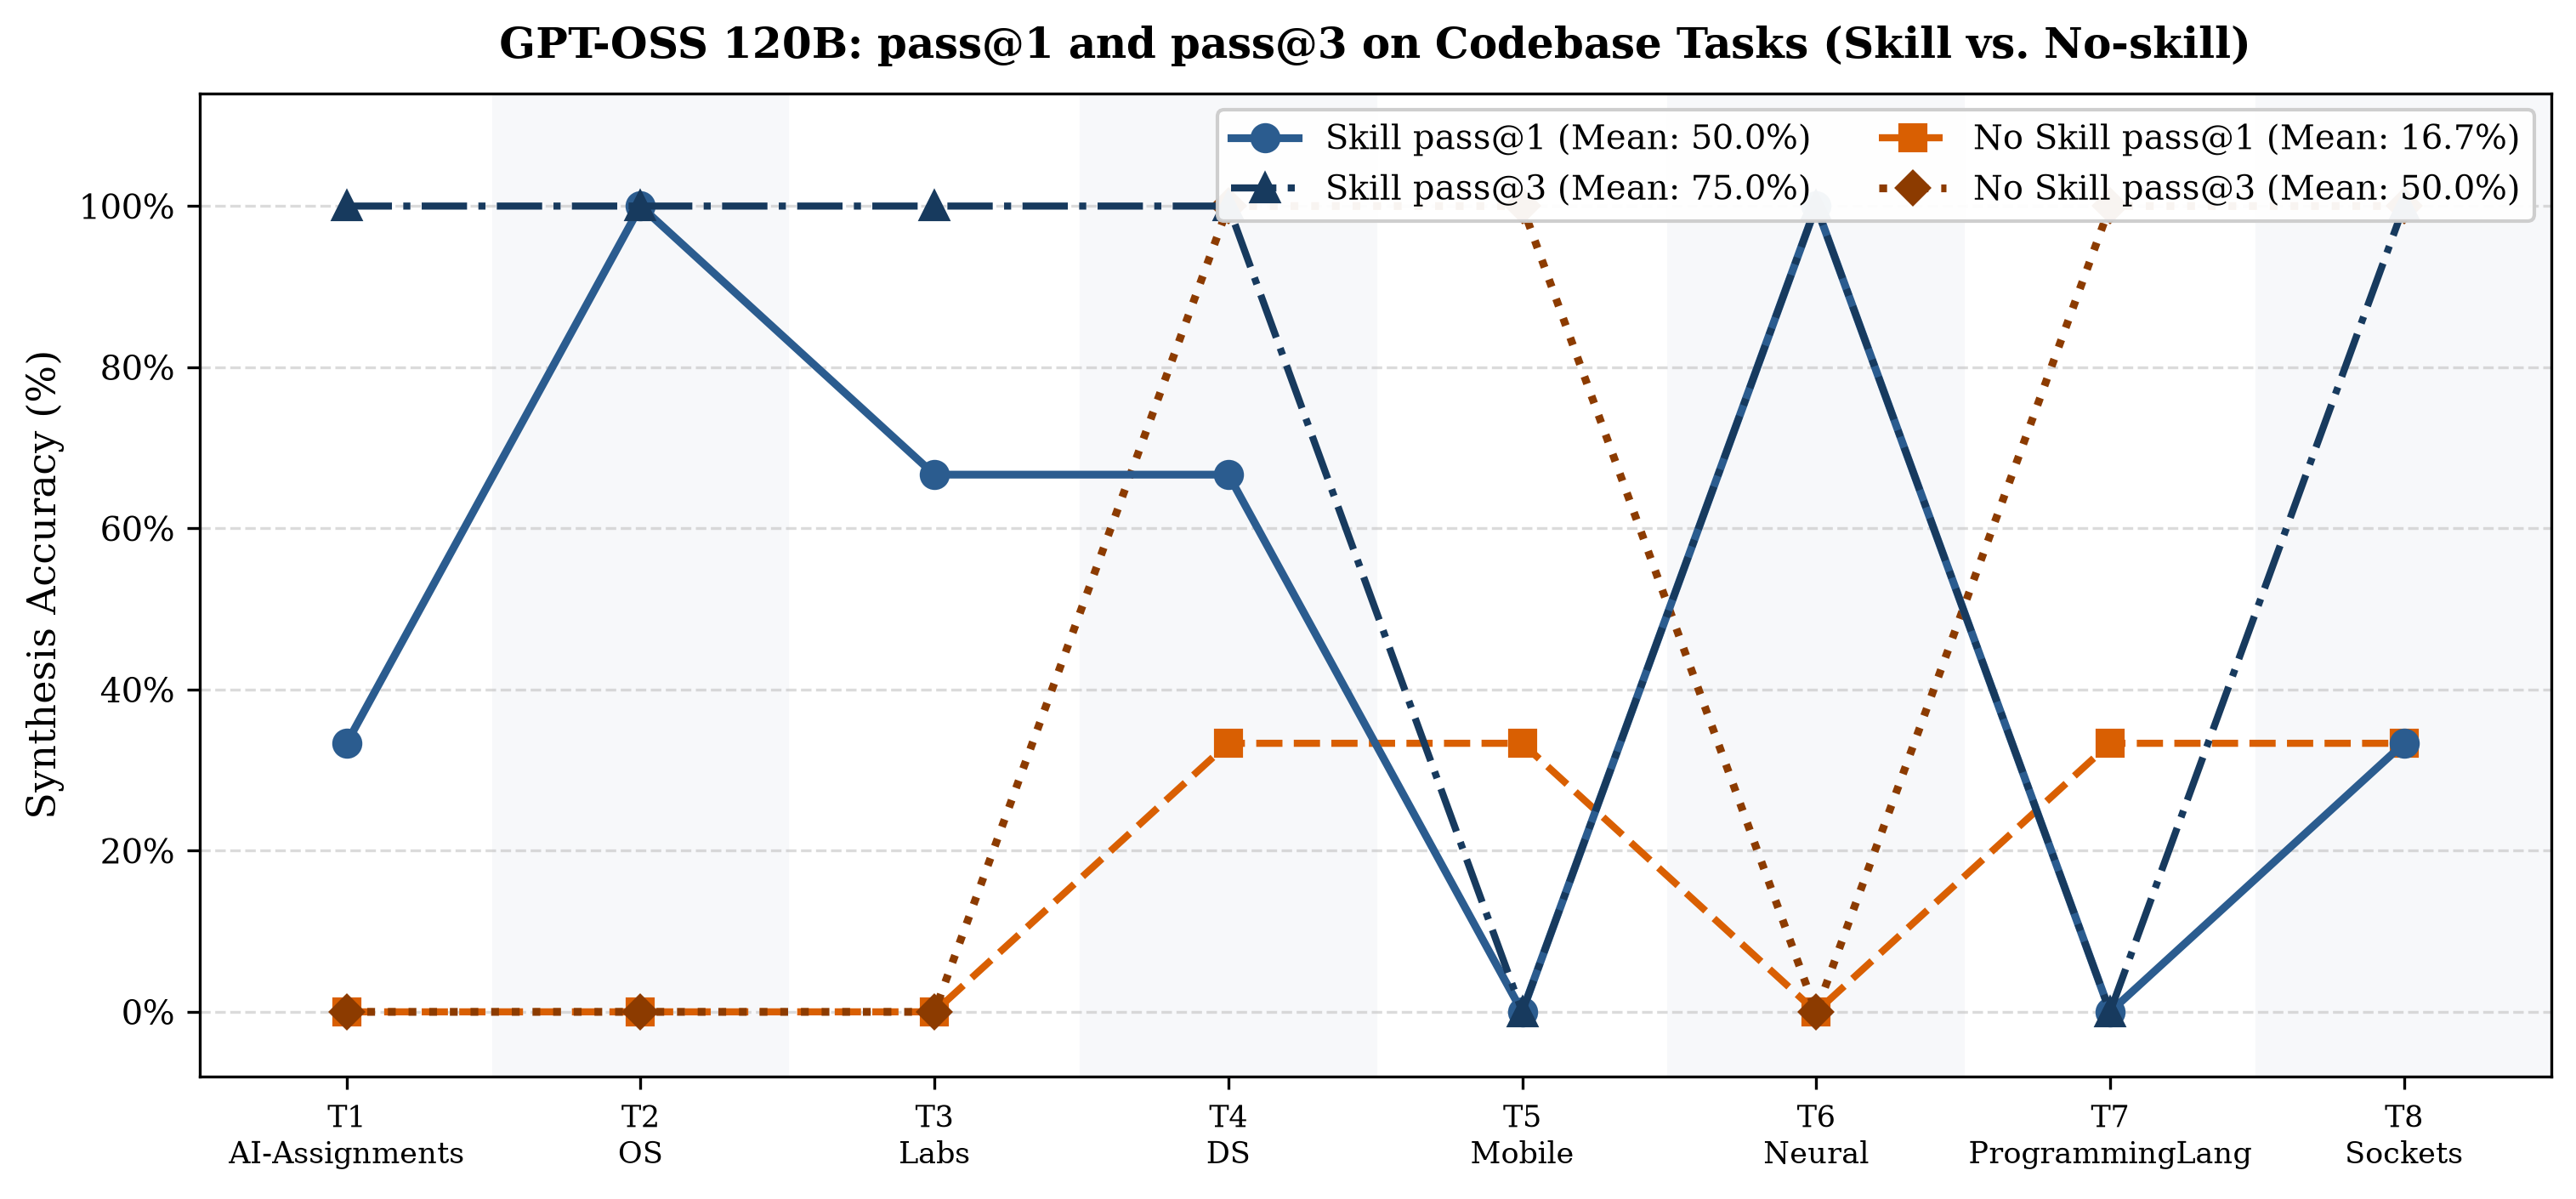 GPT-OSS 120B: pass@1 and pass@3 on Codebase Tasks (Skill vs. No-skill)
Skill pass@1 (Mean: 50.0%)
Skill pass@3 (Mean: 75.0%)
No Skill pass@1 (Mean: 16.7%)
No Skill pass@3 (Mean: 50.0%)
Synthesis Accuracy (%)
100%
80%
60%
40%
20%
0%
T1
AI-Assignments
T2
OS
T3
Labs
T4
DS
T5
Mobile
T6
Neural
T7
ProgrammingLang
T8
Sockets